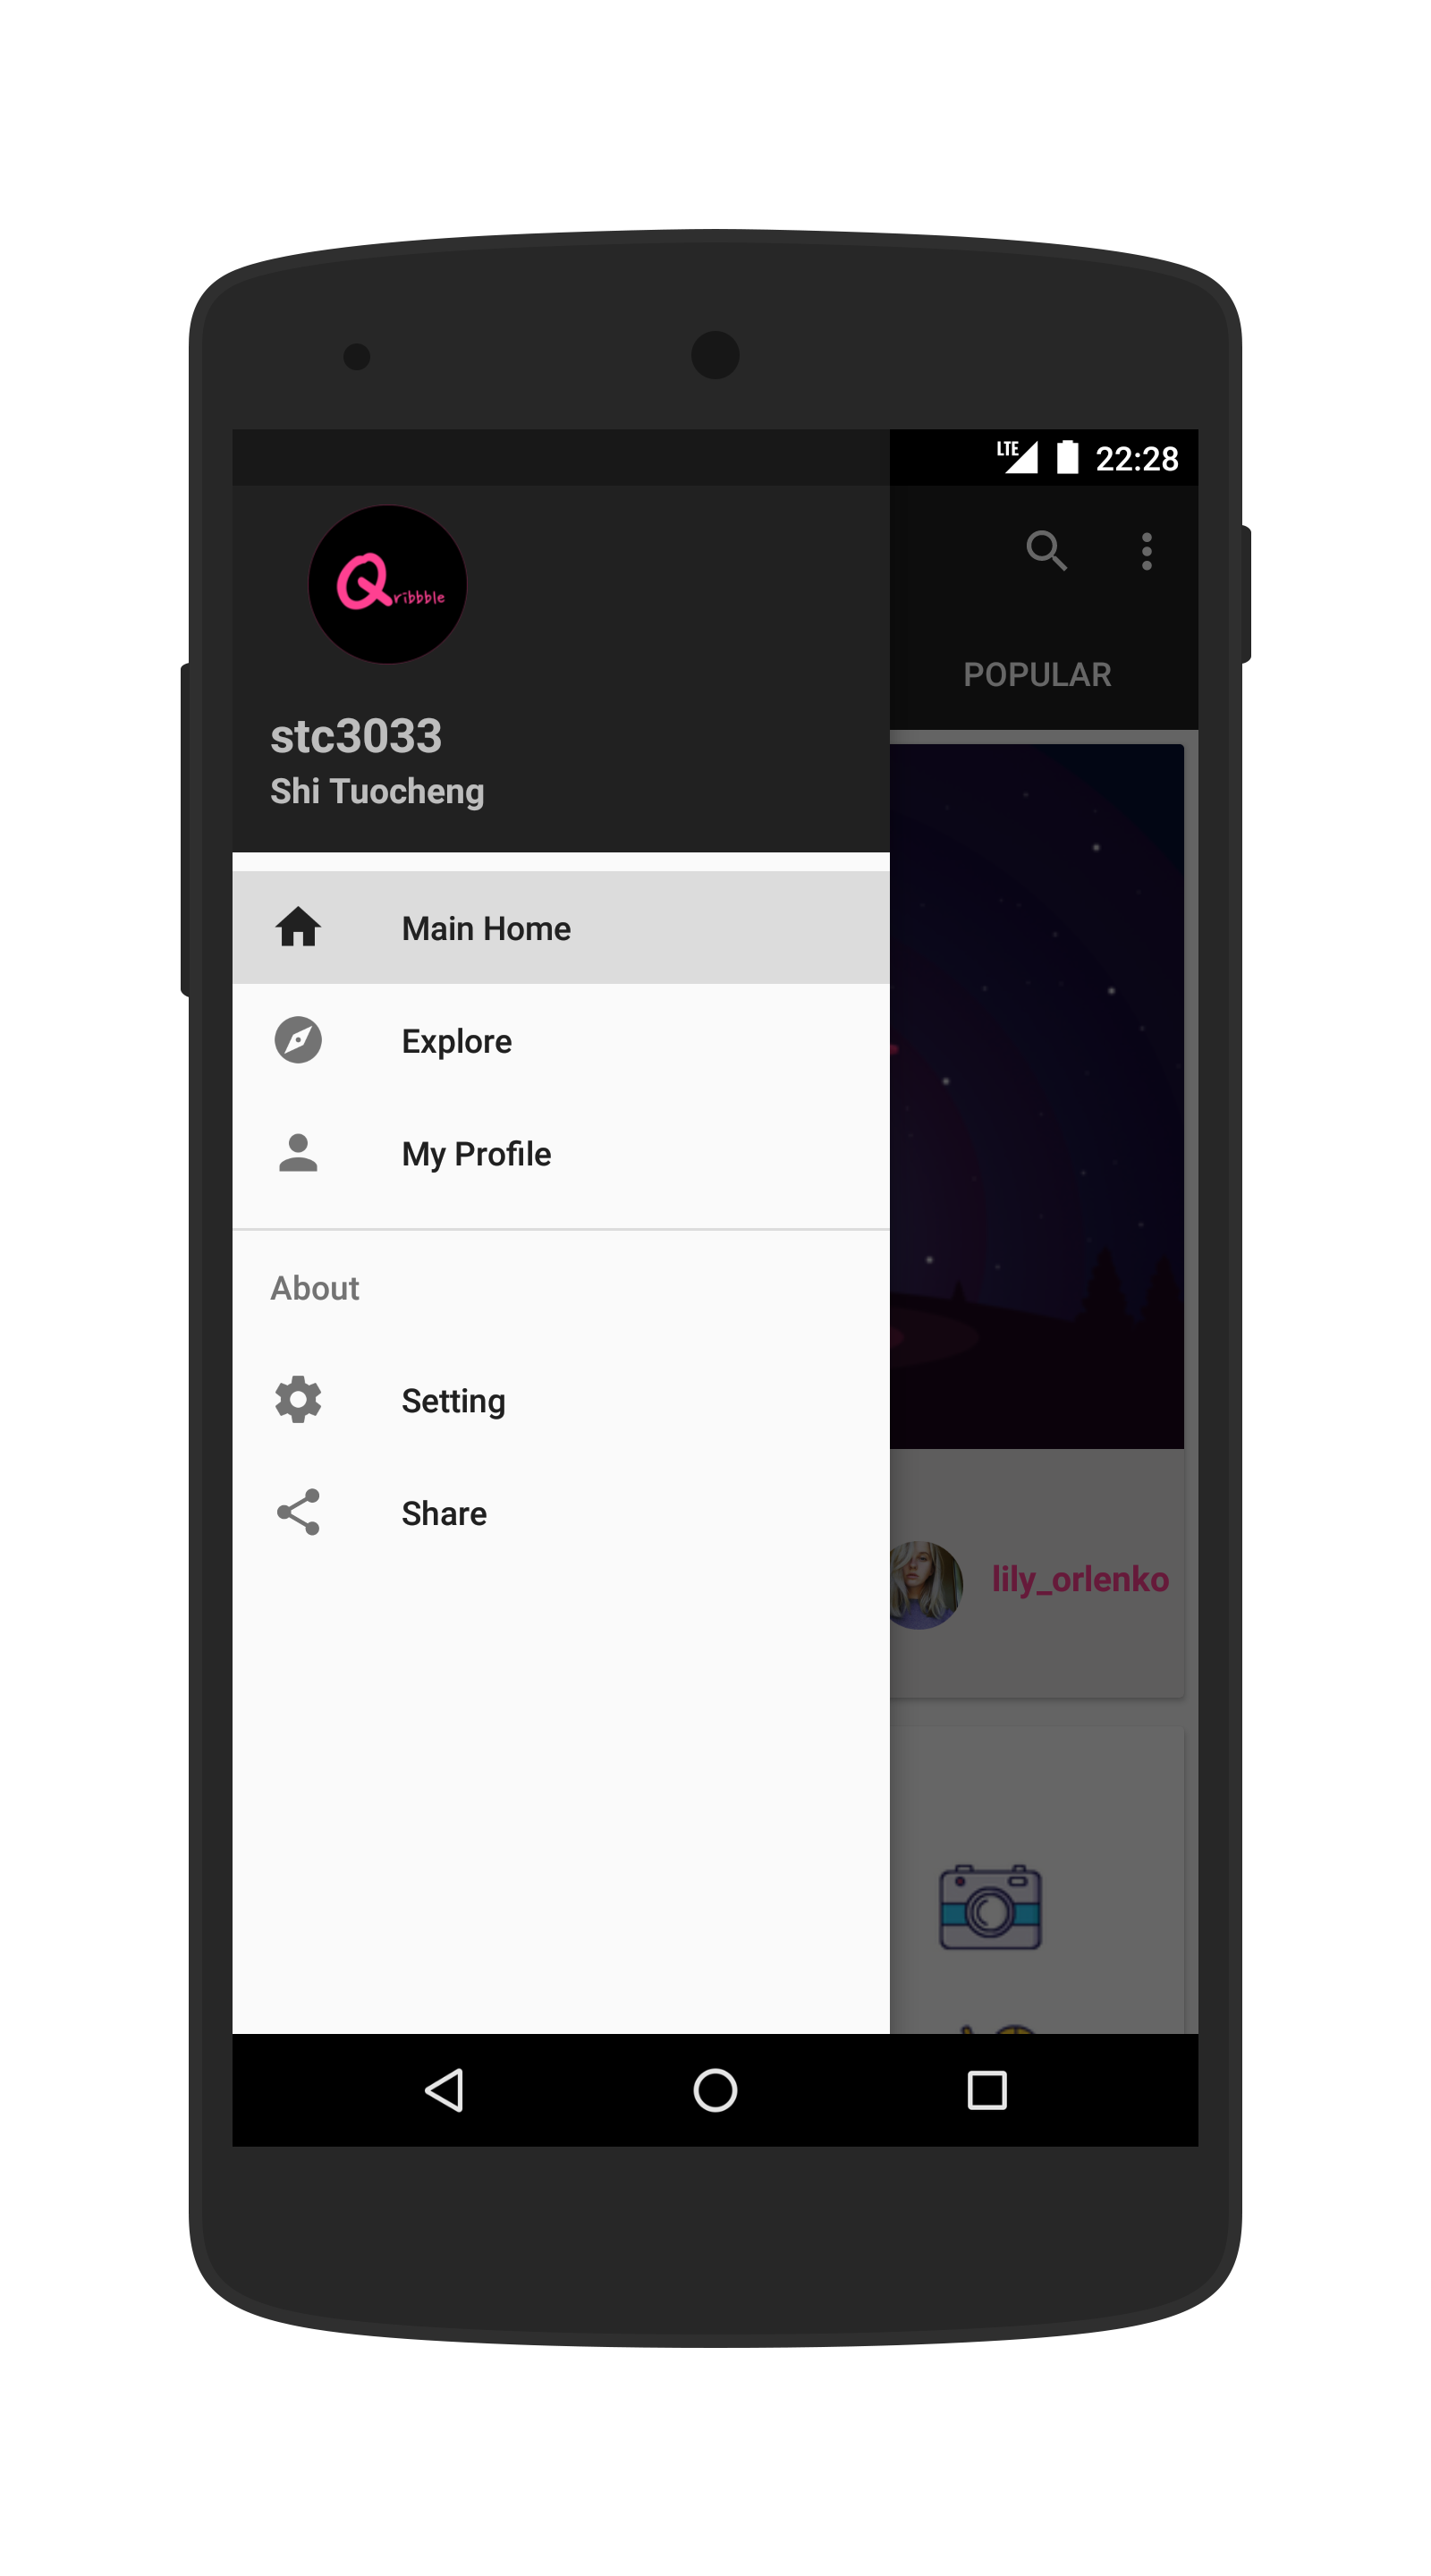 LTE 22:28
Qribbble
POPULAR
stc3033
Shi Tuocheng
Main Home
Explore
My Profile
About
Setting
Share
lily_orlenko